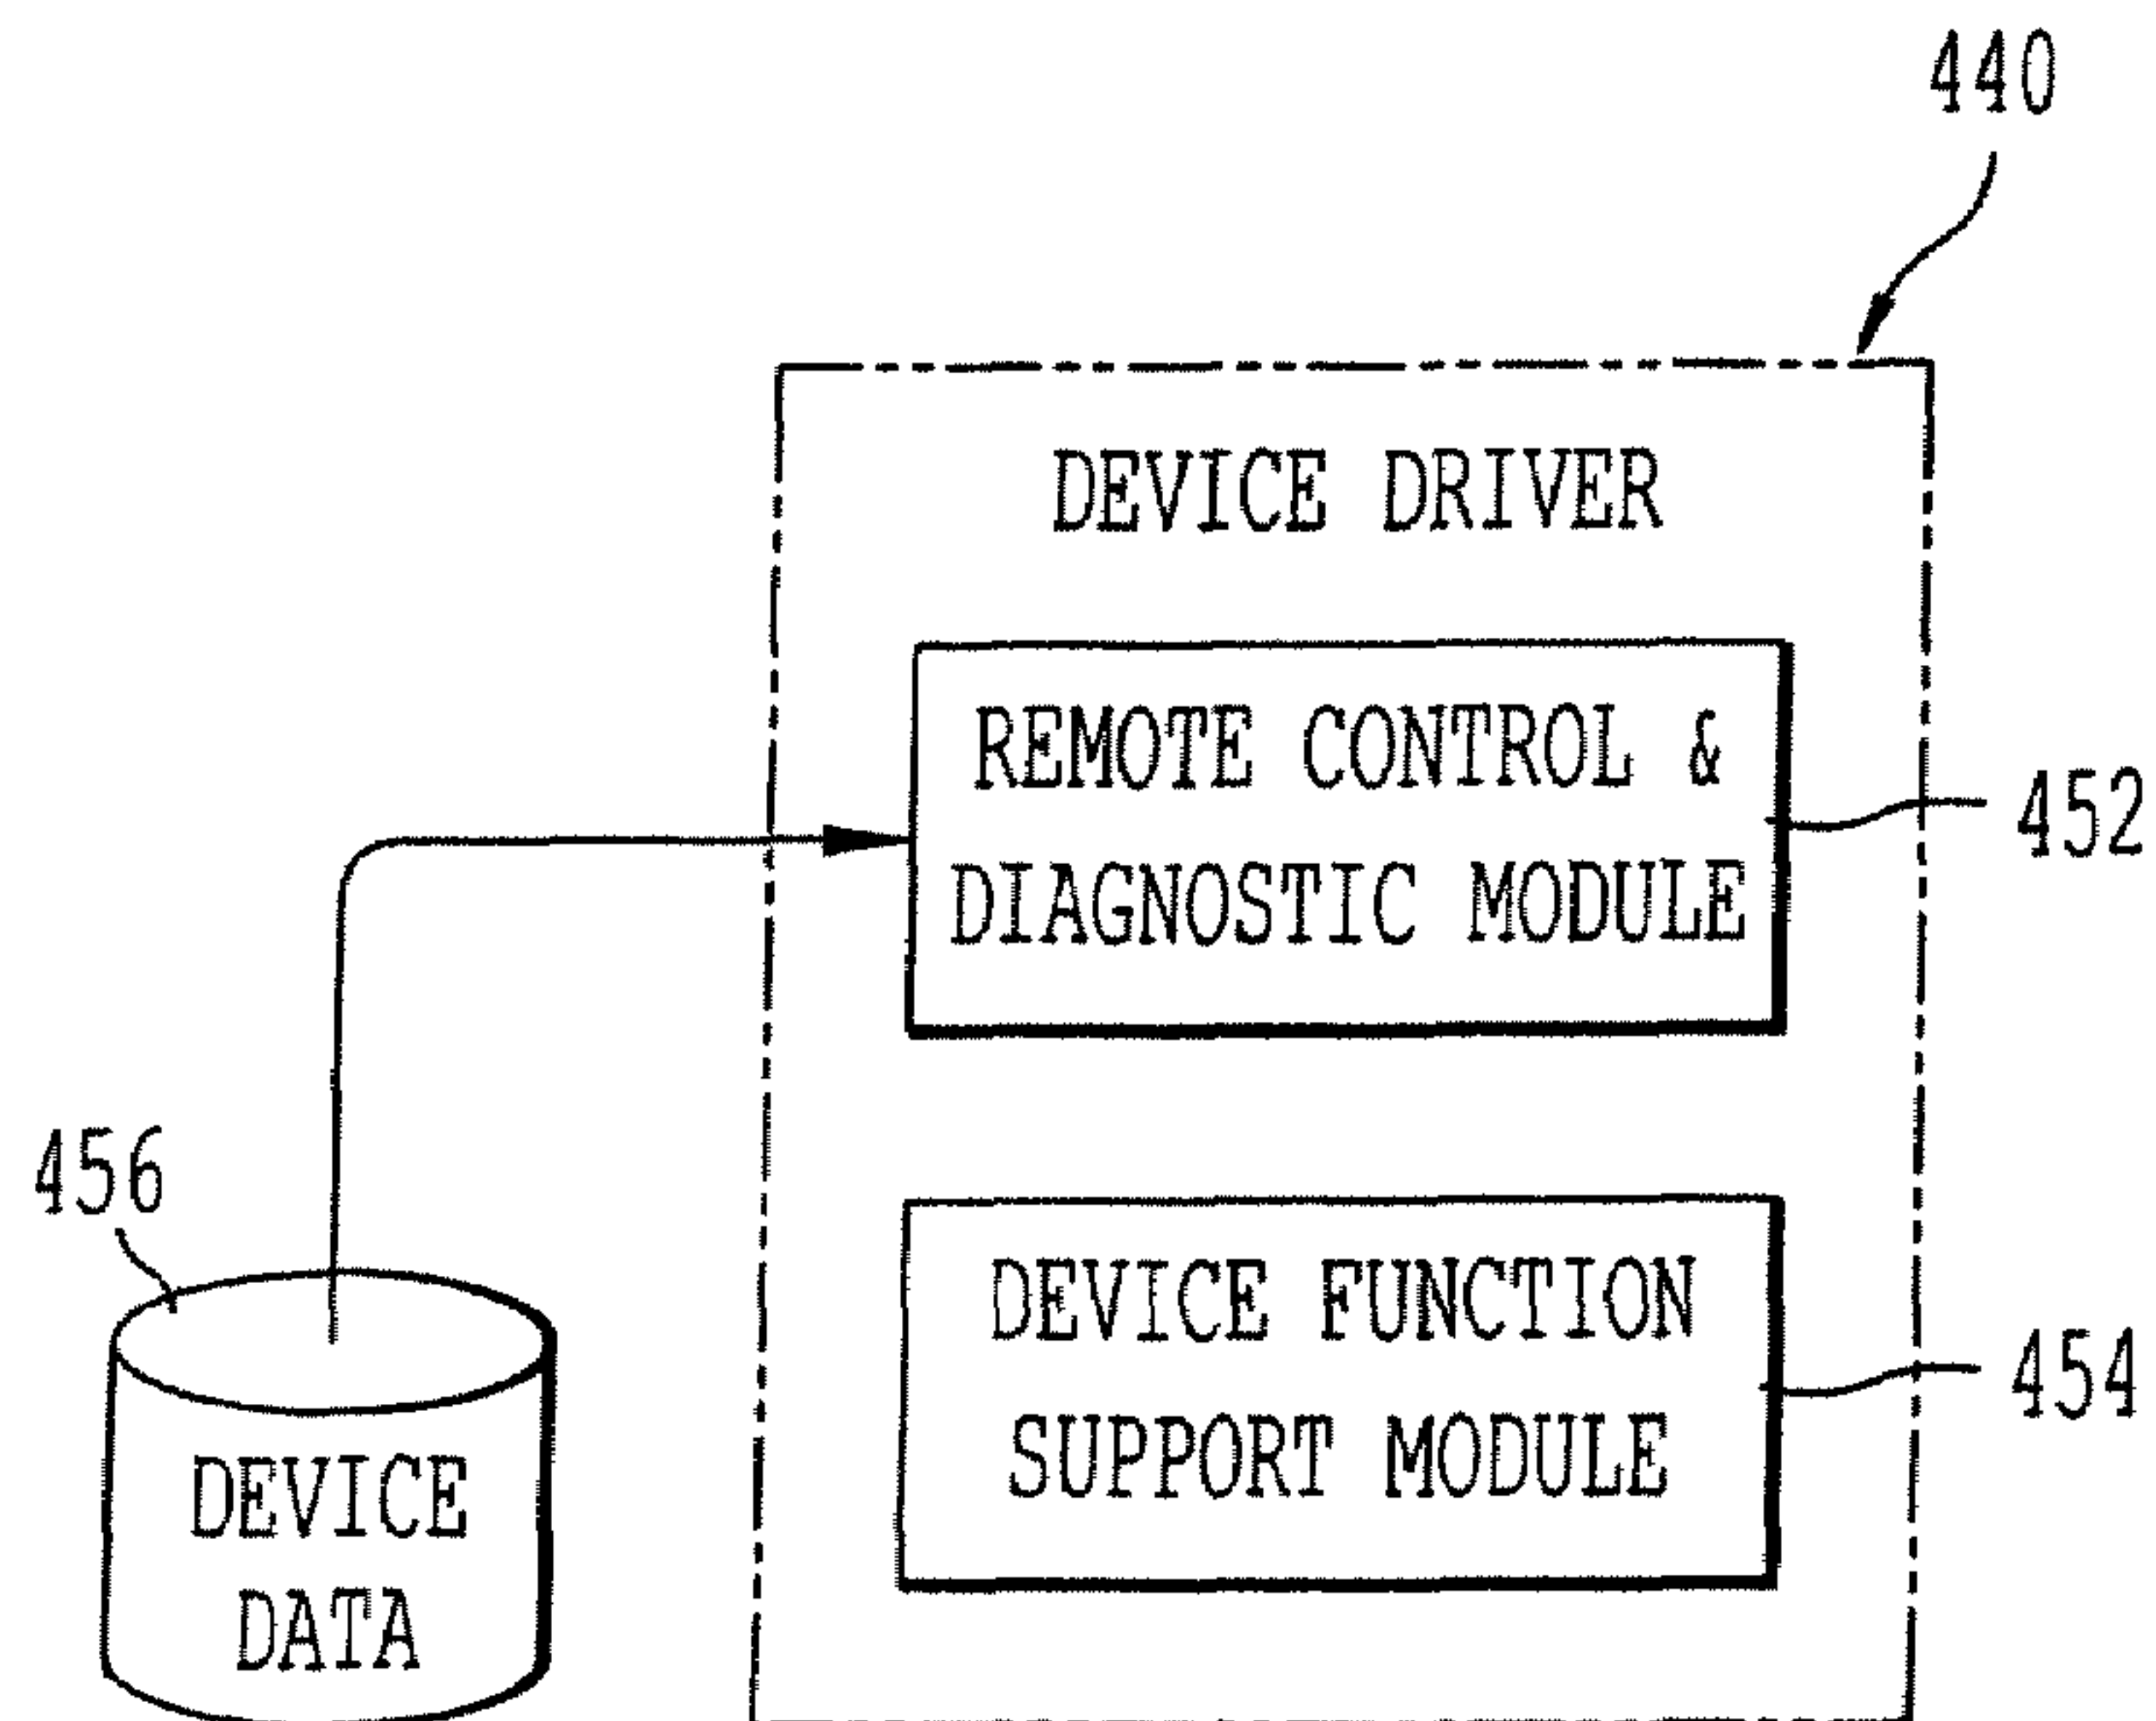 440
DEVICE DRIVER
REMOTE CONTROL &
DIAGNOSTIC MODULE
452
456
DEVICE FUNCTION
SUPPORT MODULE
454
DEVICE
DATA